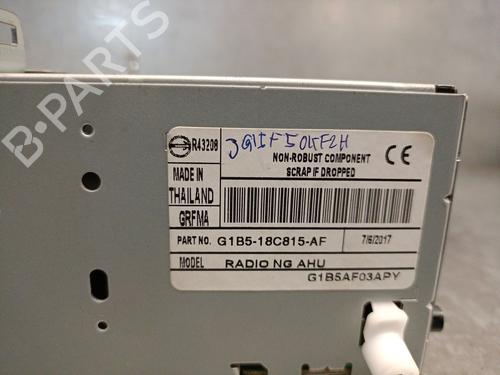 R43208
NON-ROBUST COMPONENT
SCRAP IF DROPPED
CE
MADE IN
THAILAND
GRFMA
PART NO. G1B5-18C815-AF 7/6/2017
MODEL RADIO NG AHU
G1B5AF03APY
B-PARTS